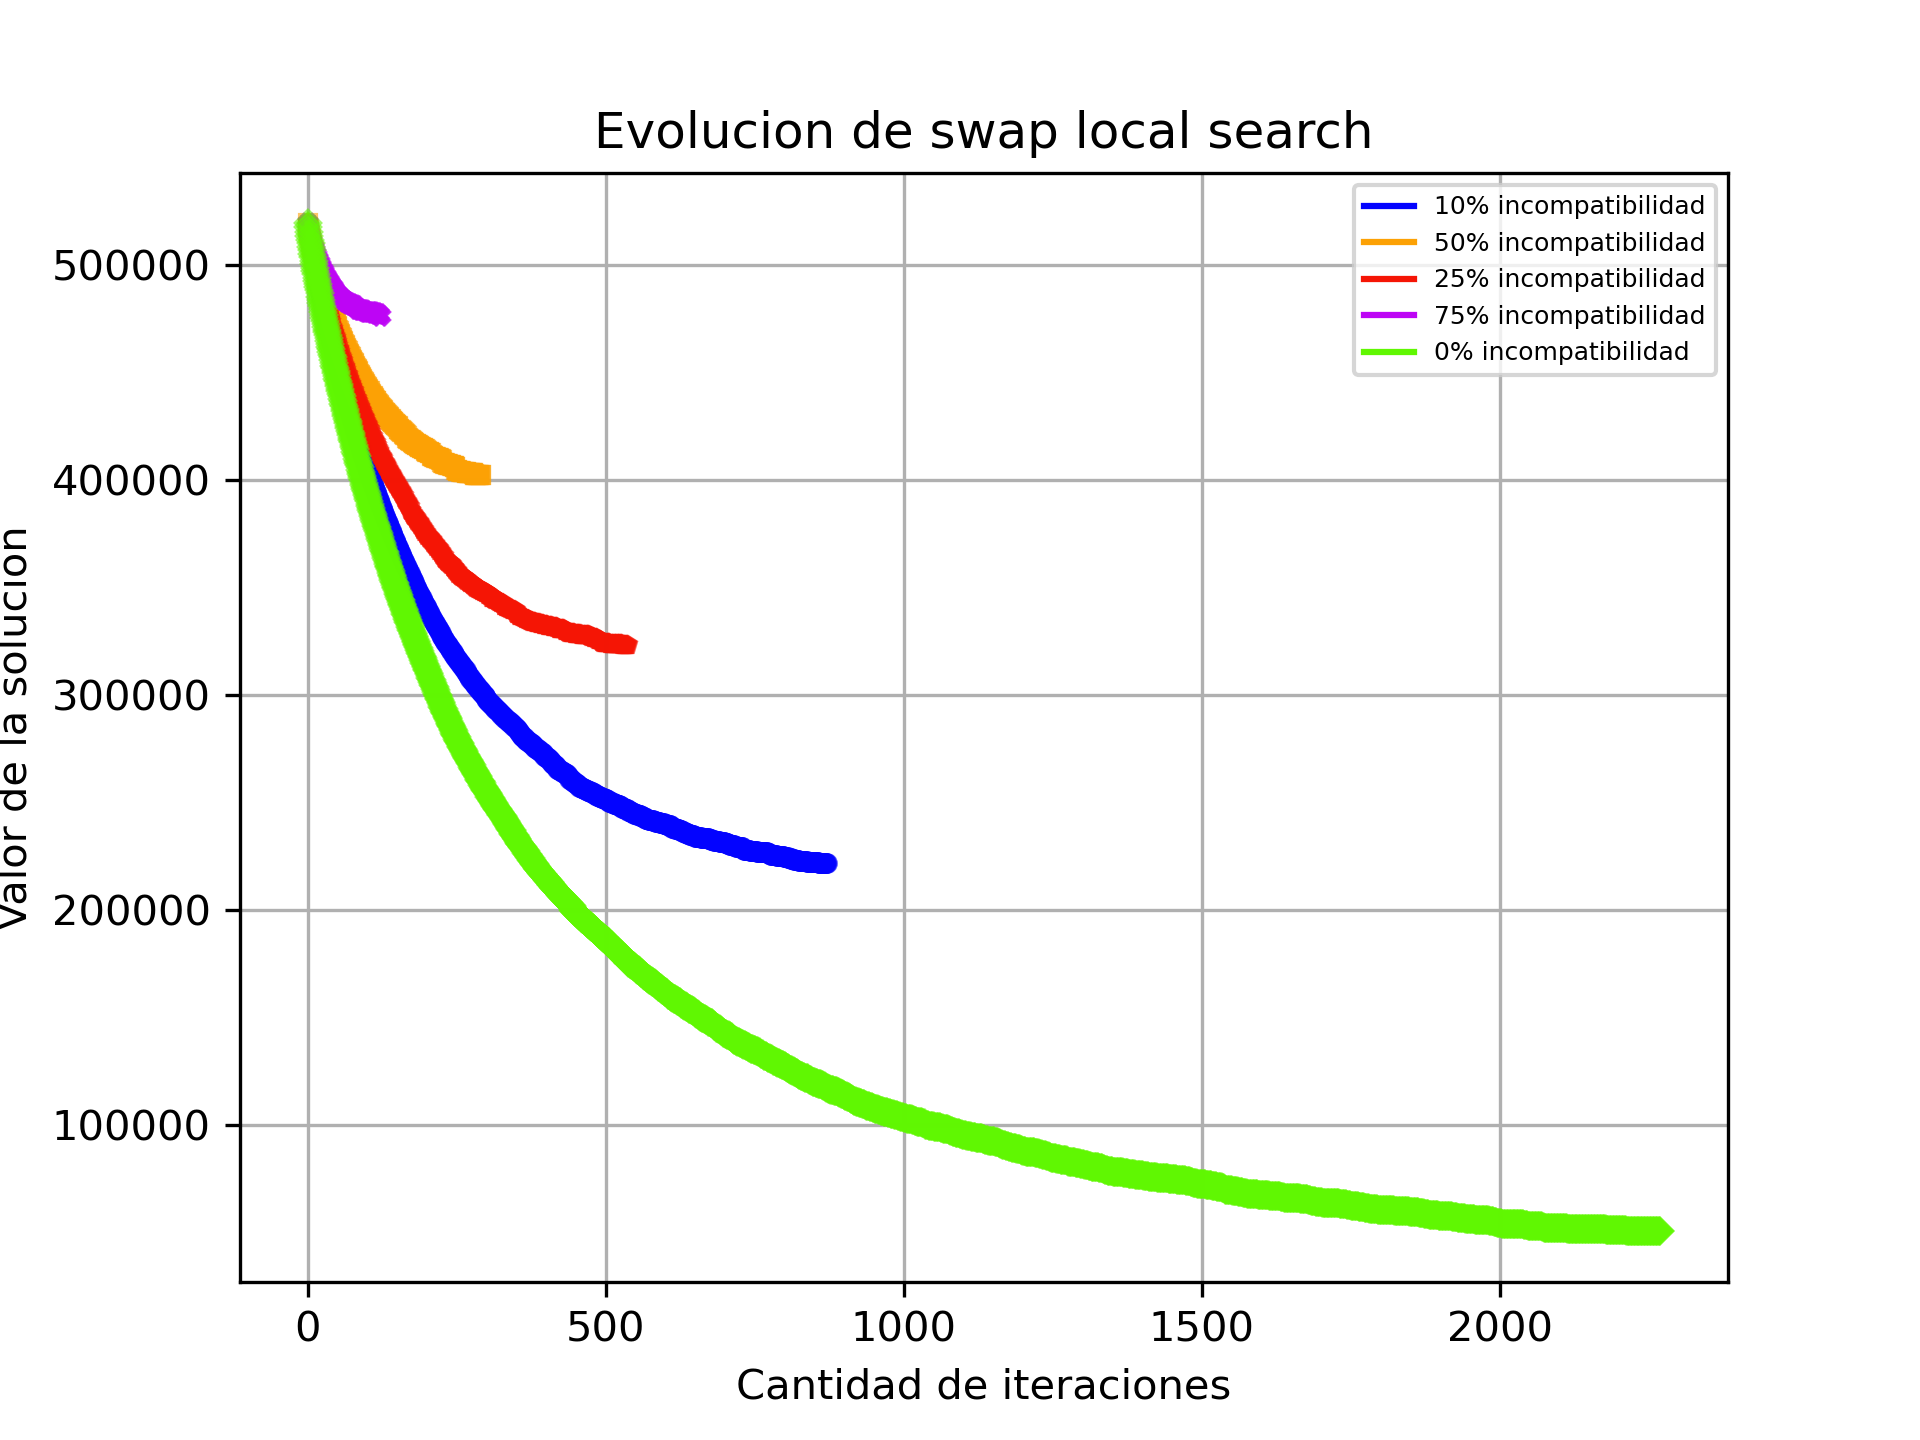 Evolucion de swap local search
10% incompatibilidad
50% incompatibilidad
25% incompatibilidad
75% incompatibilidad
0% incompatibilidad
Valor de la solucion
500000
400000
300000
200000
100000
0 500 1000 1500 2000
Cantidad de iteraciones